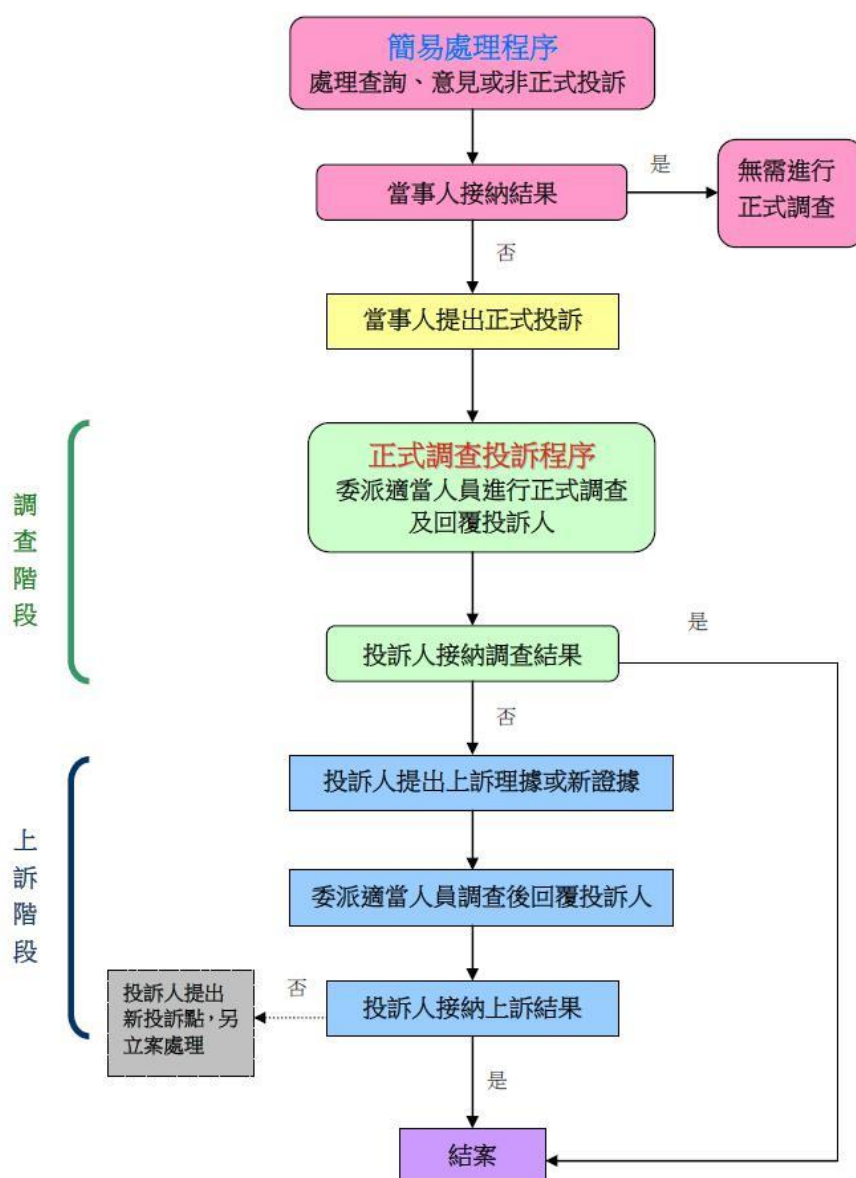 簡易處理程序
處理查詢、意見或非正式投訴
是
當事人接納結果
無需進行
正式調查
否
當事人提出正式投訴
調查階段
正式調查投訴程序
委派適當人員進行正式調查
及回覆投訴人
是
投訴人接納調查結果
否
上訴階段
投訴人提出上訴理據或新證據
委派適當人員調查後回覆投訴人
投訴人提出
新投訴點，另
立案處理
否
投訴人接納上訴結果
是
結案